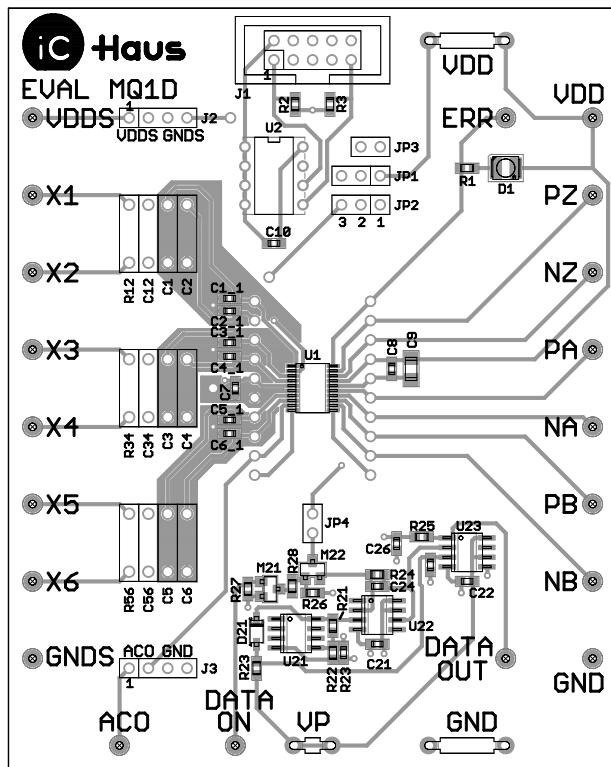 iC Haus
EVAL MQ1D
VDD
J1
1
R2
R3
VDDS
1
J2
VDDS GNDS
U2
ERR
VDD
JP3
JP1
JP2
3 2 1
R1
D1
X1
PZ
C10
X2
R12 C12 C1 C2
NZ
C1_1
C2_1
C3_1
C4_1
X3
U1
C8
C9
PA
C7
X4
R34 C34 C3 C4
C5_1
C6_1
NA
X5
PB
JP4
R25
U23
C26
X6
R56 C56 C5 C6
M21
R28
M22
R27
R26
R24
C24
C22
NB
R21
U22
D21
U21
C21
R23
R22
R23
GNDS
ACO GND
J3
1
DATA
OUT
GND
ACO
DATA
ON
VP
GND